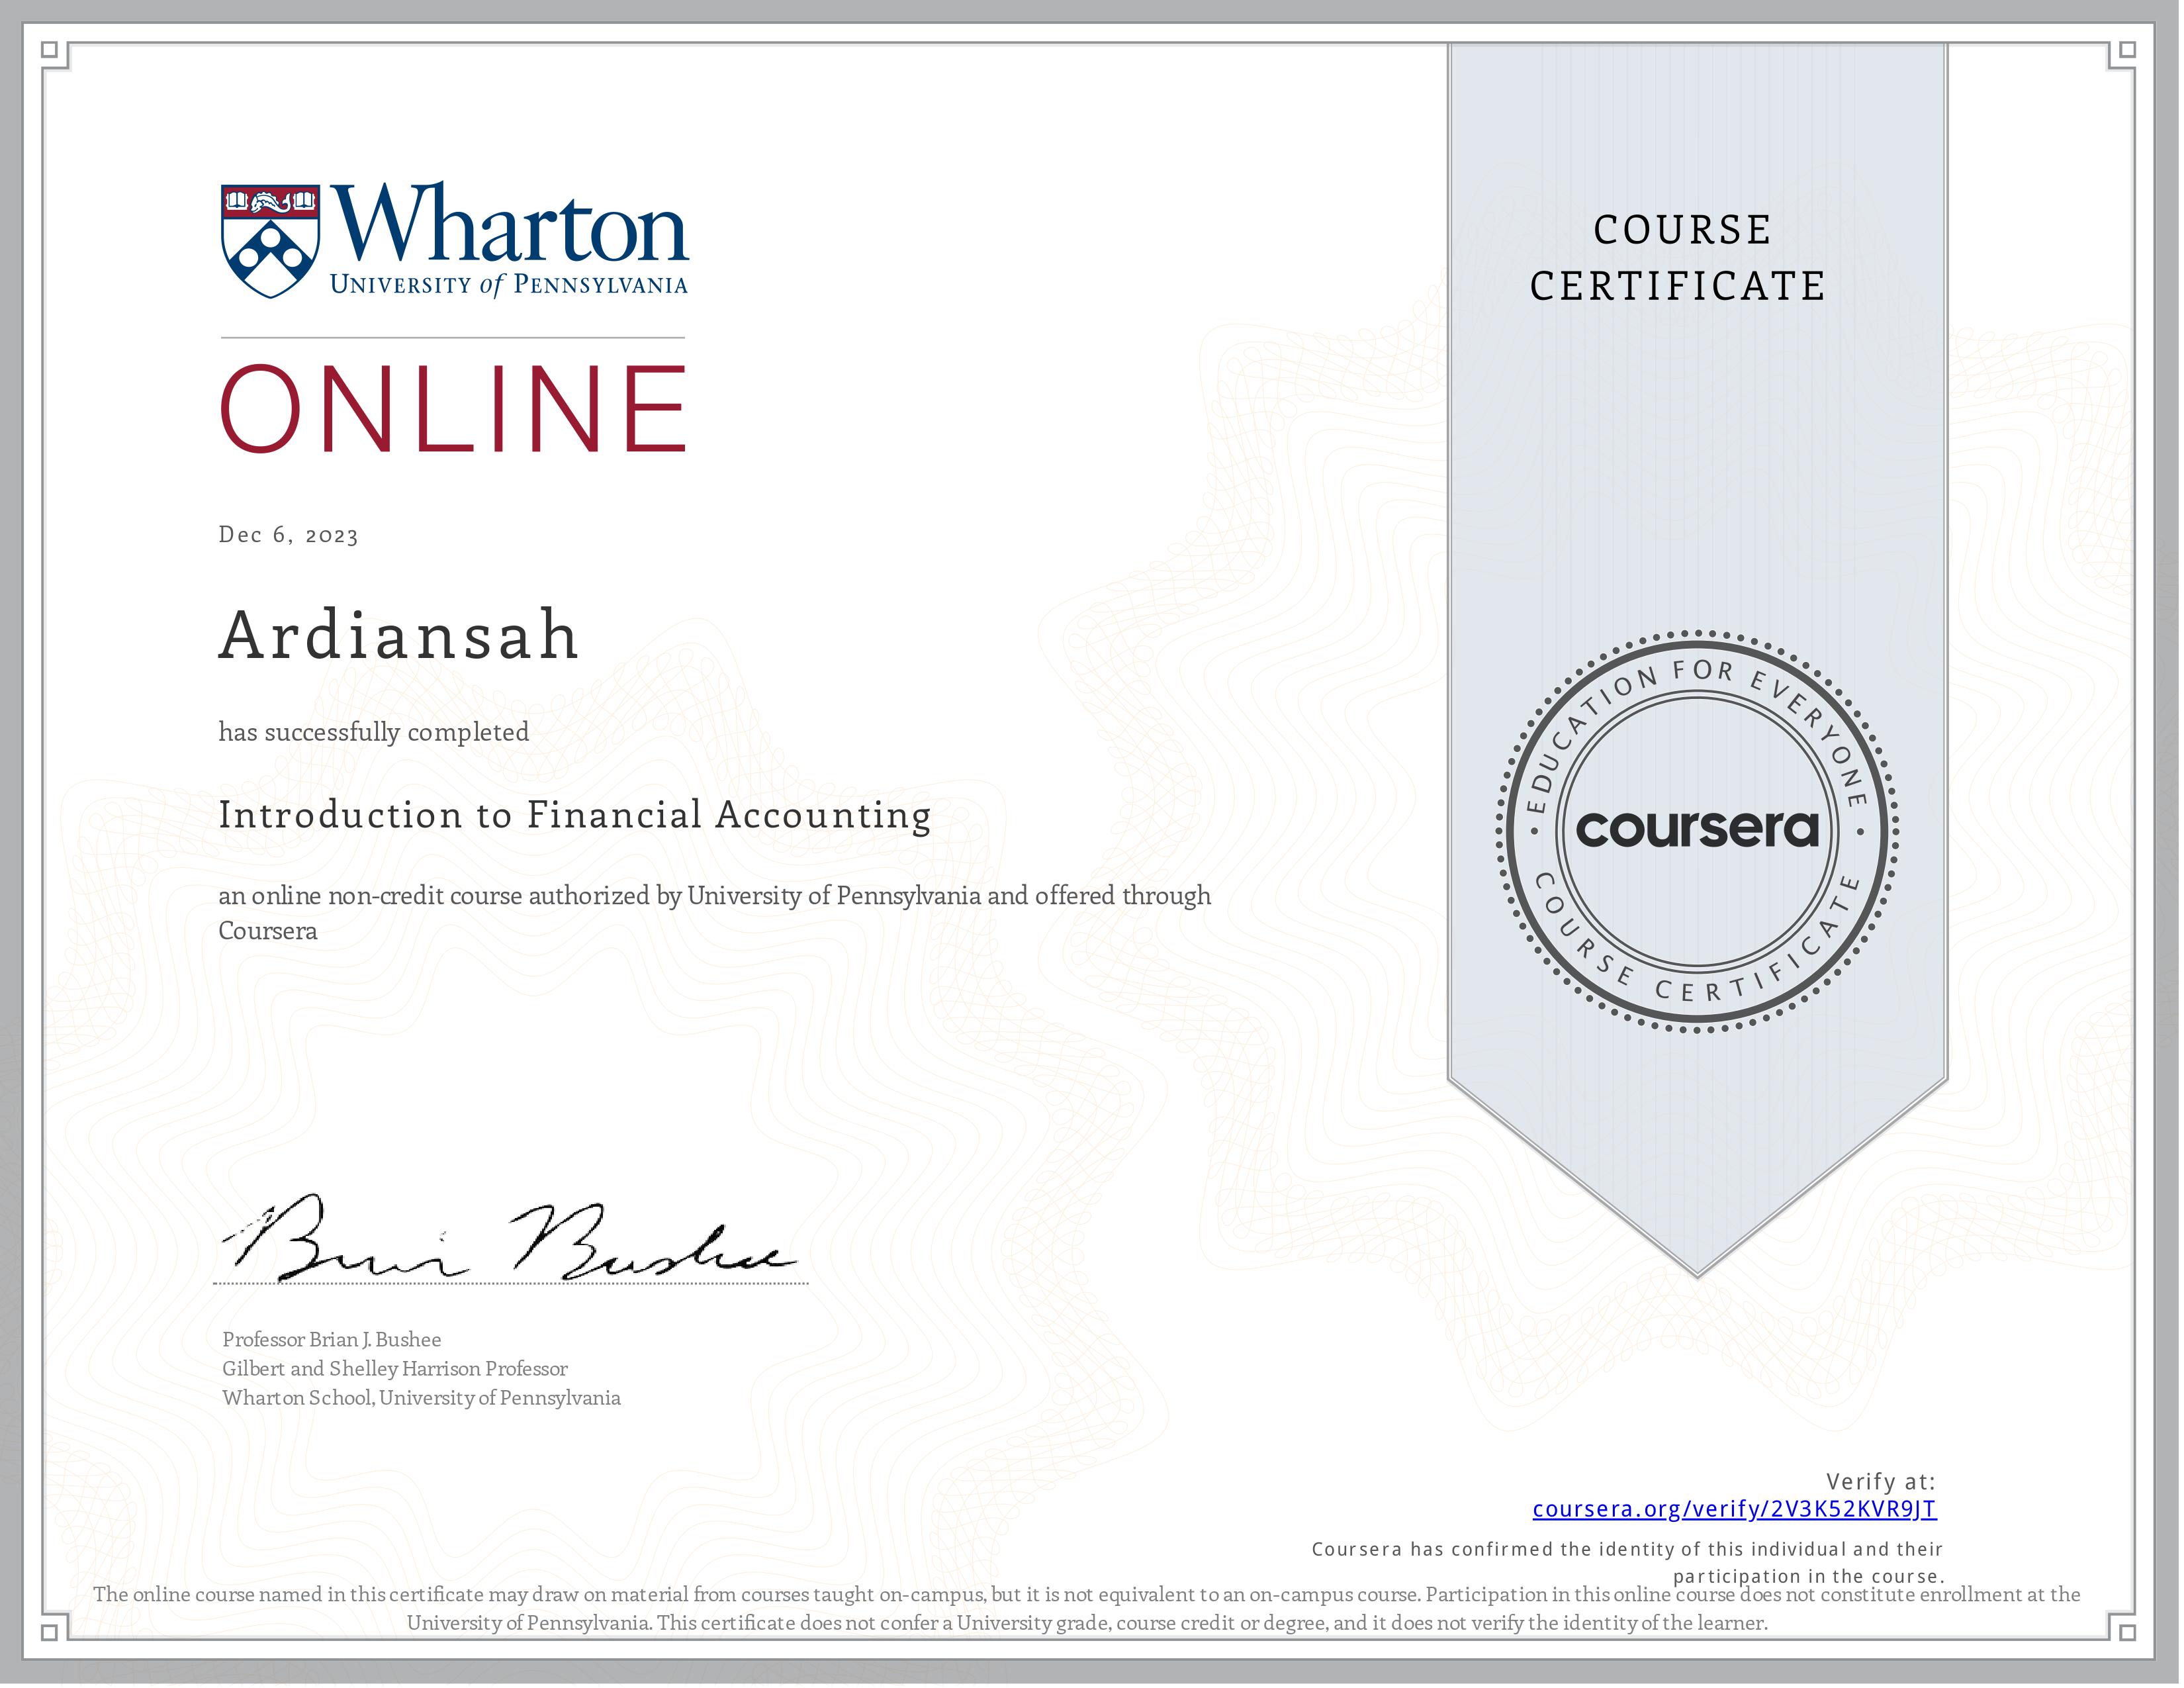 Wharton
UNIVERSITY of PENNSYLVANIA
ONLINE
Dec 6, 2023
Ardiansah
has successfully completed
Introduction to Financial Accounting
an online non-credit course authorized by University of Pennsylvania and offered through
Coursera
Brian Bushee
Professor Brian J. Bushee
Gilbert and Shelley Harrison Professor
Wharton School, University of Pennsylvania
COURSE
CERTIFICATE
EDUCATION FOR EVERYONE
coursera
COURSE CERTIFICATE
Verify at:
coursera.org/verify/2V3K52KVR9JT
Coursera has confirmed the identity of this individual and their
participation in the course.
The online course named in this certificate may draw on material from courses taught on-campus, but it is not equivalent to an on-campus course. Participation in this online course does not constitute enrollment at the
University of Pennsylvania. This certificate does not confer a University grade, course credit or degree, and it does not verify the identity of the learner.